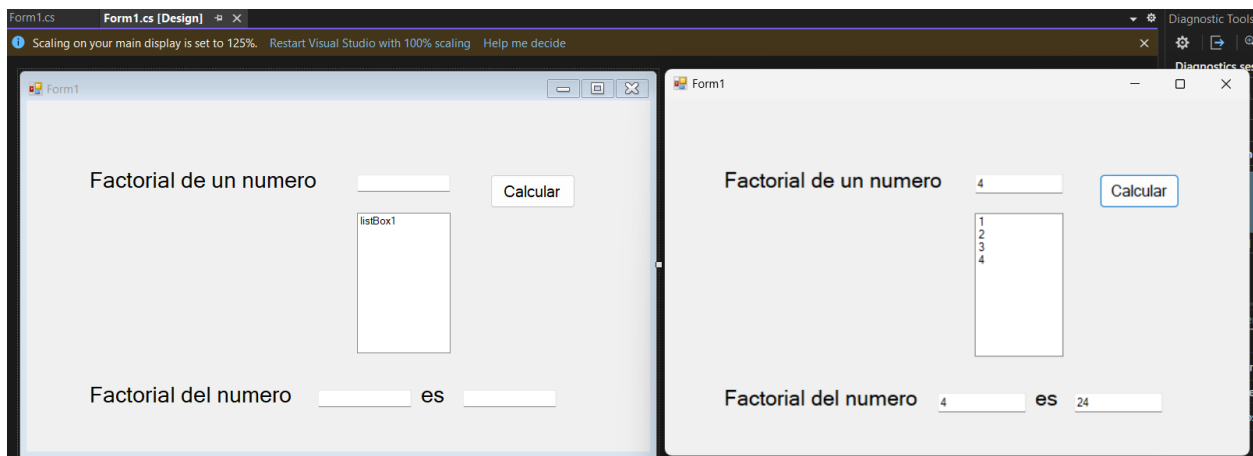 Form1.cs Form1.cs [Design] Diagnostic Tools
Scaling on your main display is set to 125%. Restart Visual Studio with 100% scaling Help me decide
Diagnostics ses
Form1
Factorial de un numero
Calcular
listBox1
Factorial del numero es
Form1
Factorial de un numero 4
Calcular
1
2
3
4
Factorial del numero 4 es 24